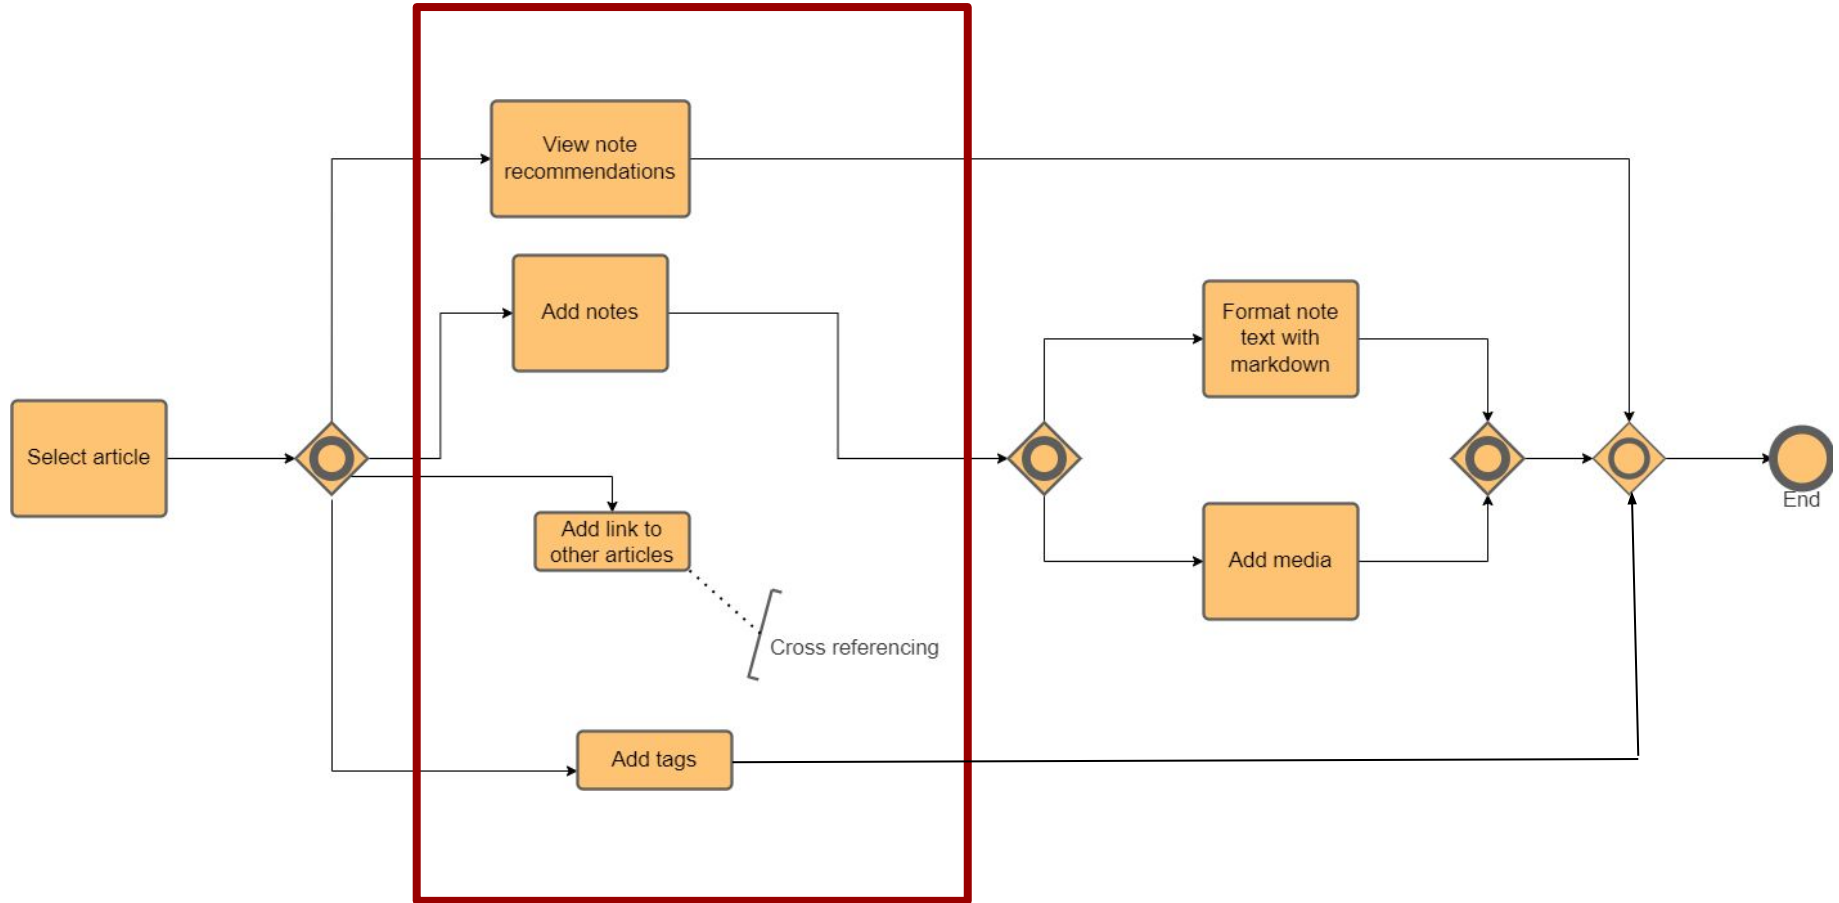 View note
recommendations
Add notes
Select article
Add link to
other articles
Cross referencing
Add tags
Format note
text with
markdown
Add media
End